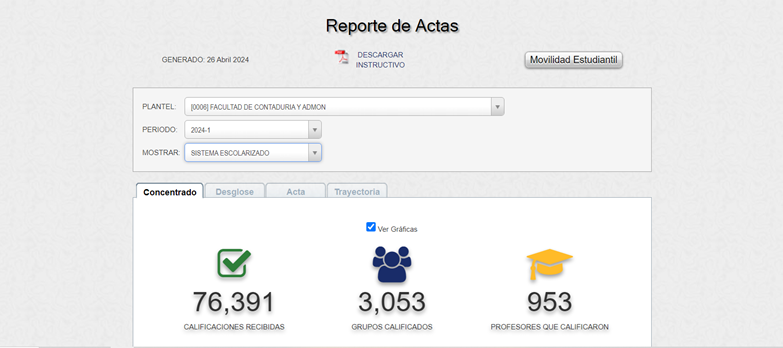 Reporte de Actas
GENERADO: 26 Abril 2024
DESCARGAR
INSTRUCTIVO
Movilidad Estudiantil
PLANTEL: [0006] FACULTAD DE CONTADURIA Y ADMON
PERIODO: 2024-1
MOSTRAR: SISTEMA ESCOLARIZADO
Concentrado Desglose Acta Trayectoria
Ver Gráficas
76,391 3,053 953
CALIFICACIONES RECIBIDAS GRUPOS CALIFICADOS PROFESORES QUE CALIFICARON